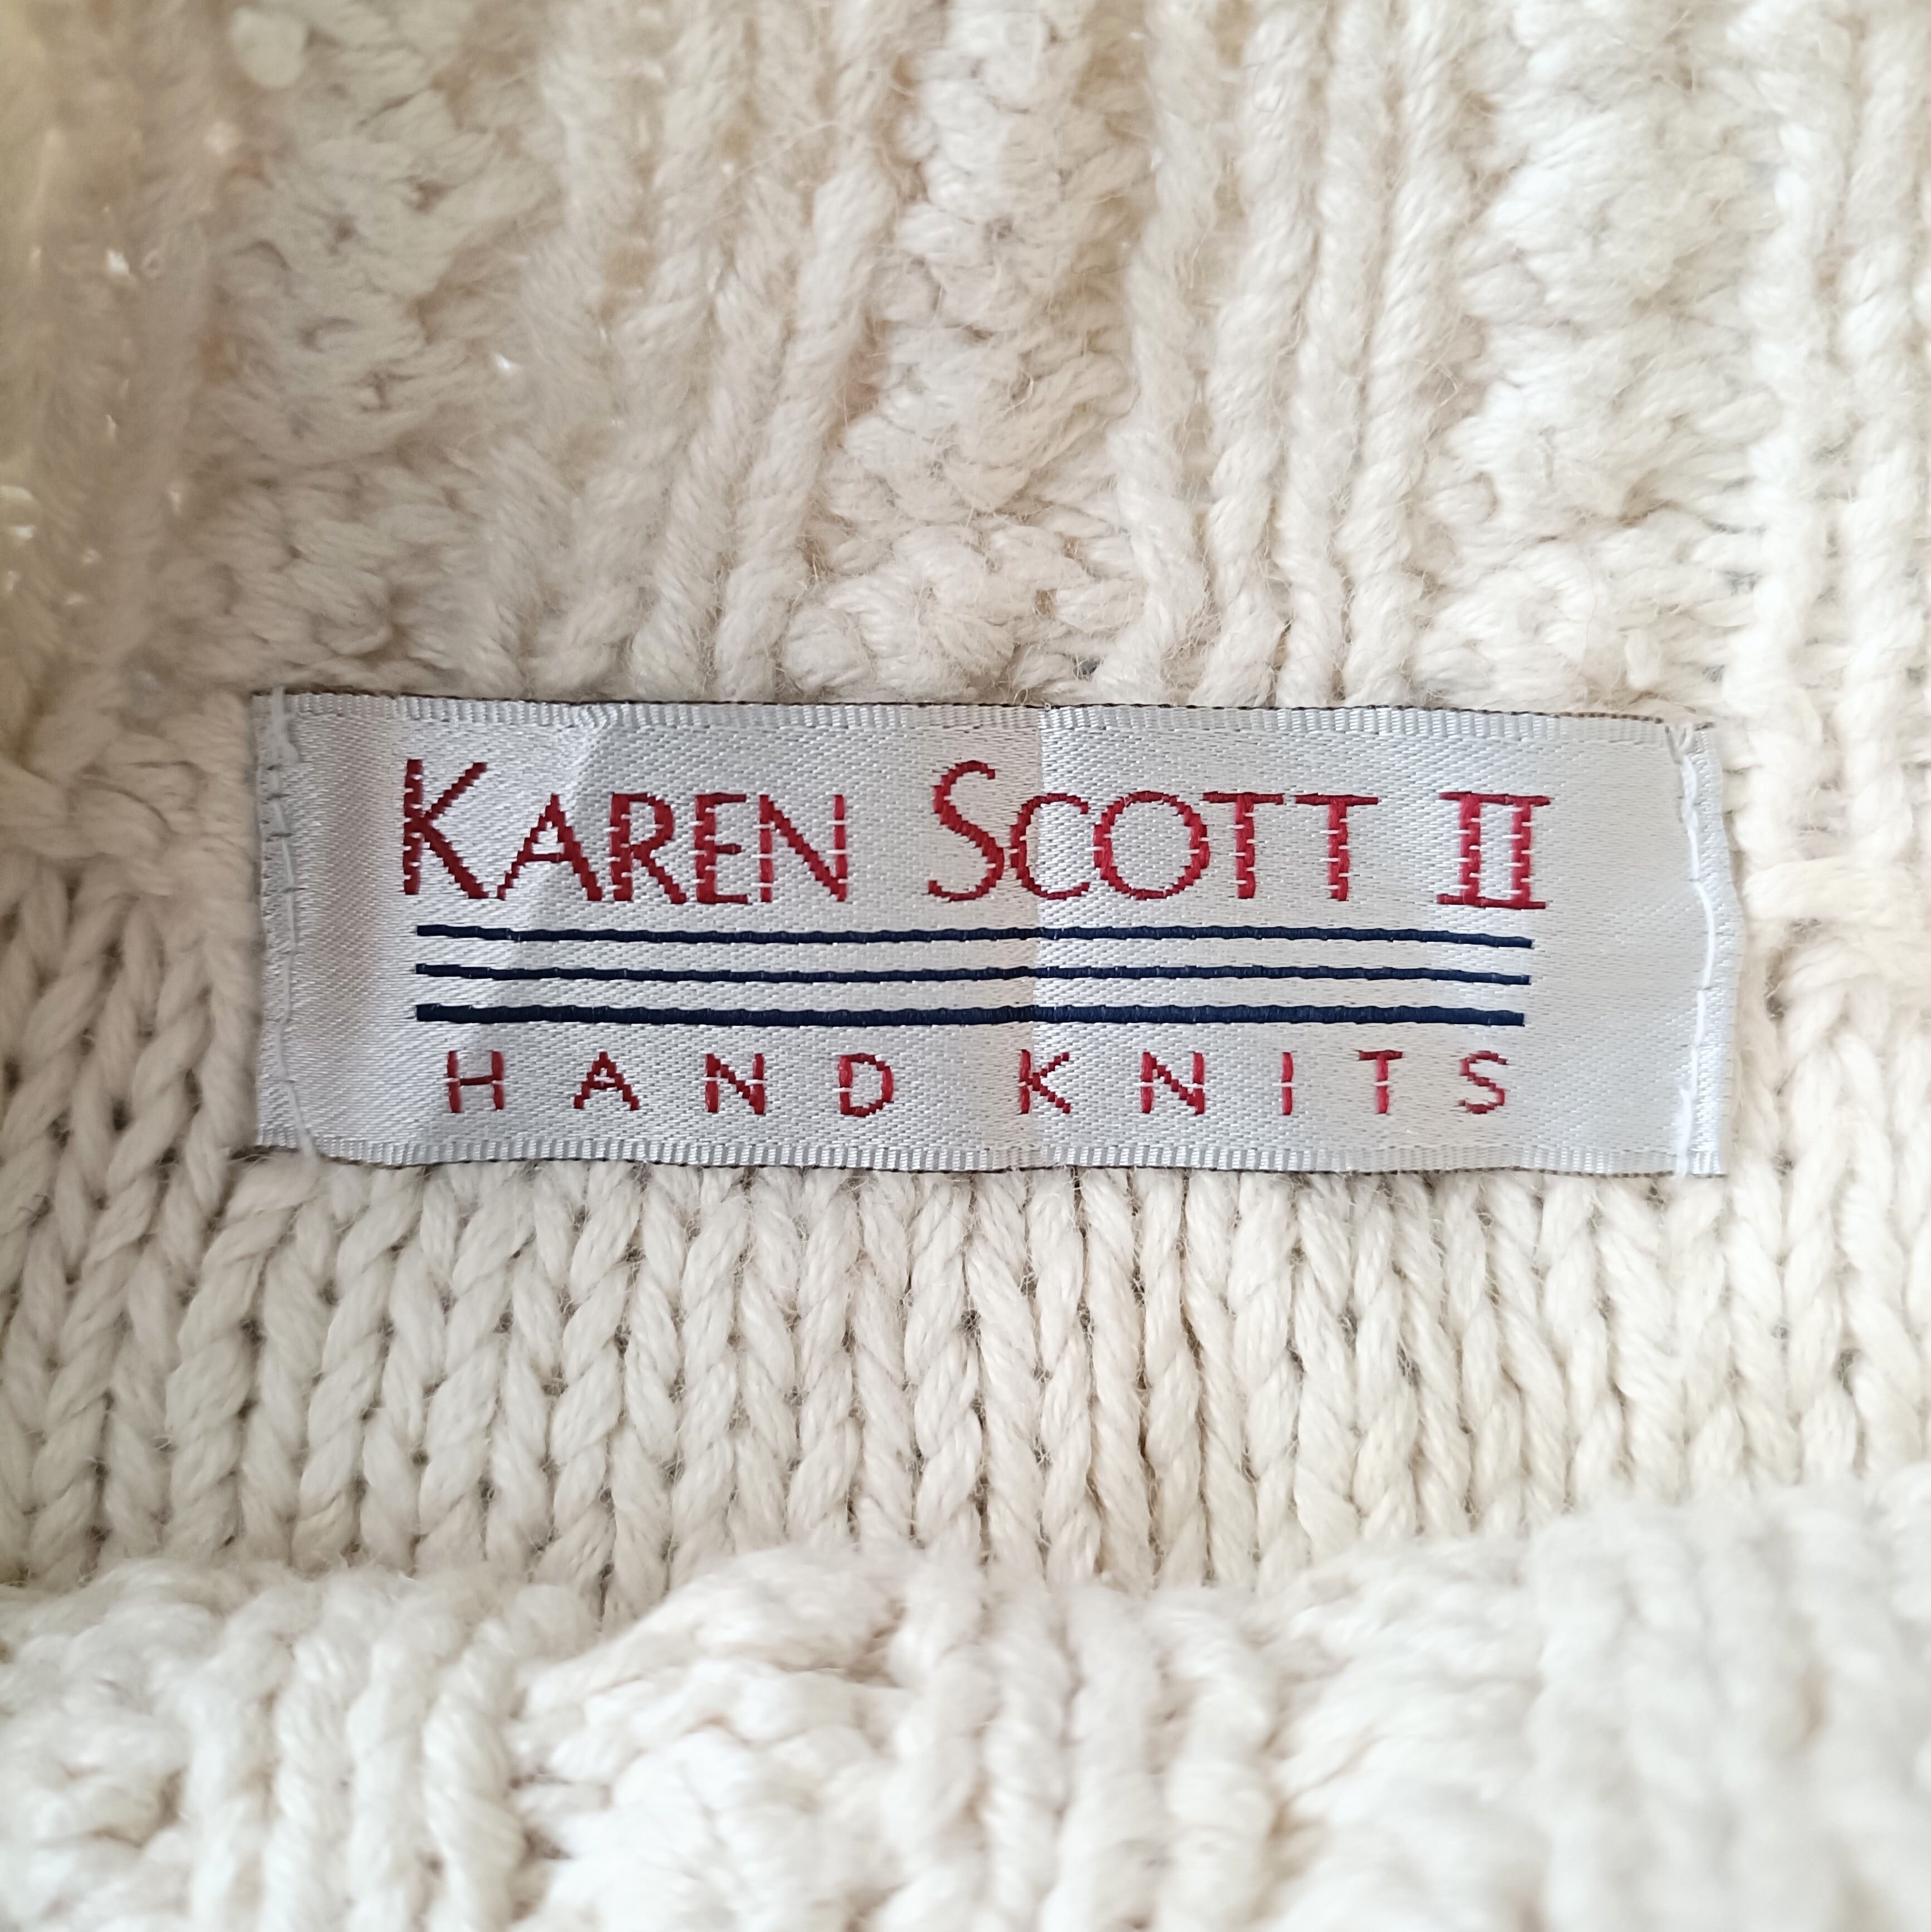 KAREN SCOTT II
HAND KNITS